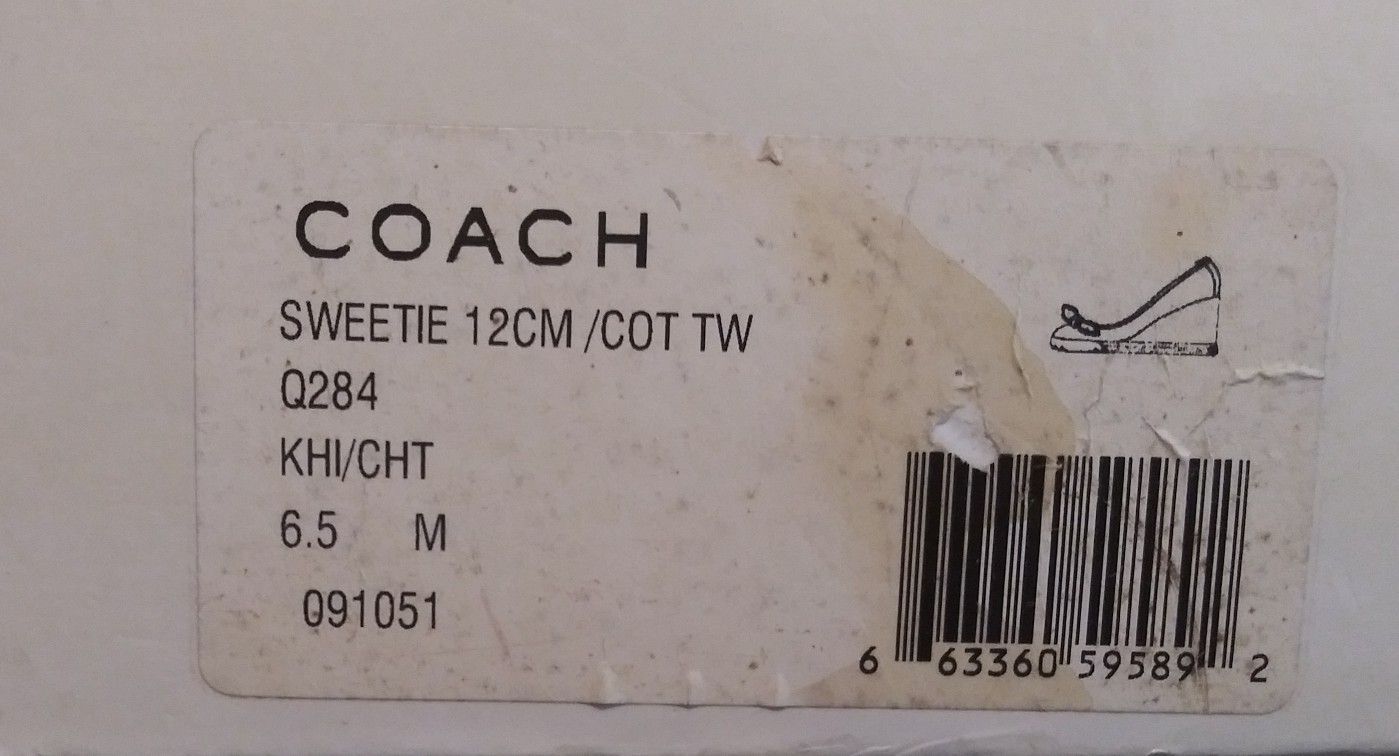 COACH
SWEETIE 12CM /COT TW
Q284
KHI/CHT
6.5 M
091051
6 63360 59589 2